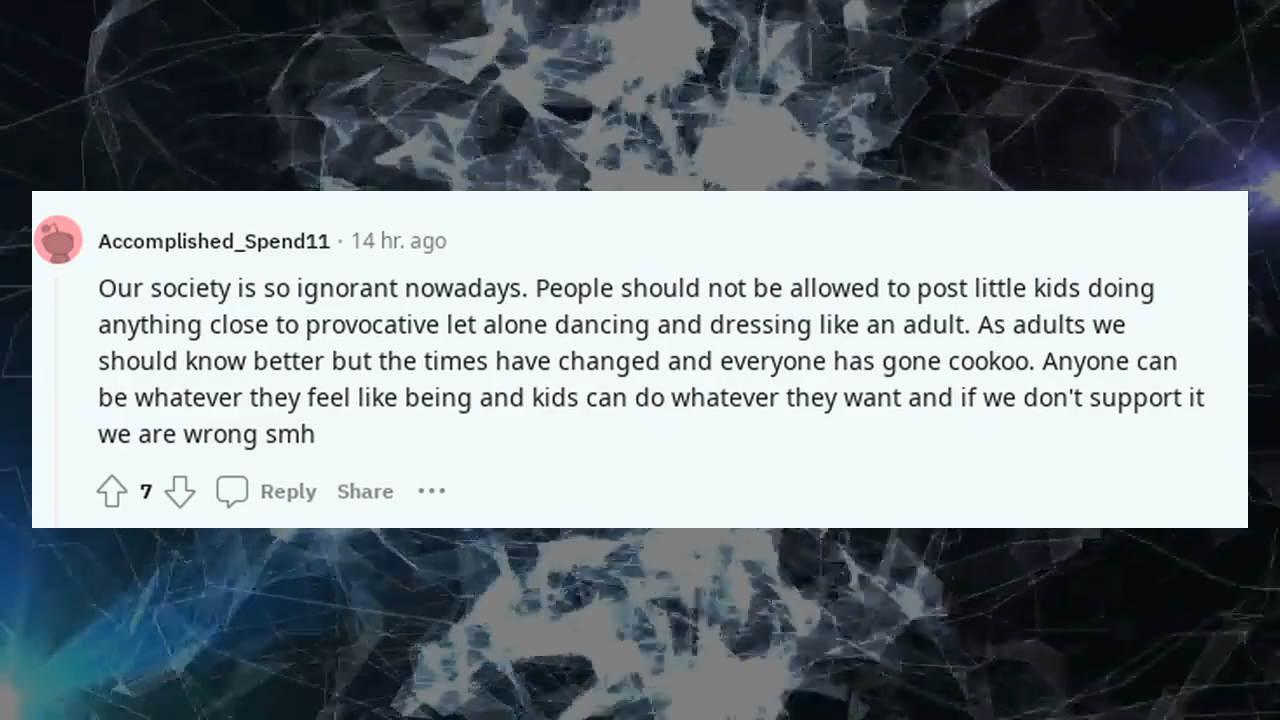 Accomplished_Spend11 · 14 hr. ago
Our society is so ignorant nowadays. People should not be allowed to post little kids doing
anything close to provocative let alone dancing and dressing like an adult. As adults we
should know better but the times have changed and everyone has gone cookoo. Anyone can
be whatever they feel like being and kids can do whatever they want and if we don't support it
we are wrong smh
7 Reply Share ···